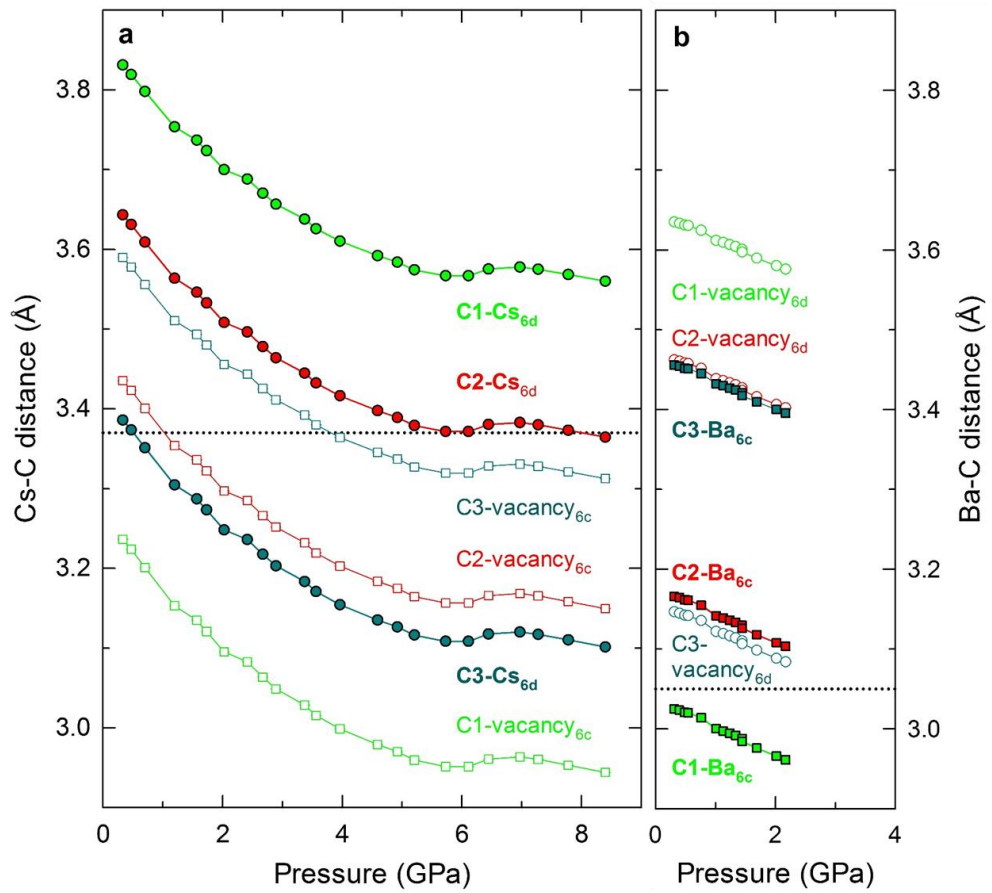 a
b
3.8
3.6
3.4
3.2
3.0
Cs-C distance (Å)
C1-Cs6d
C2-Cs6d
C3-vacancy6c
C2-vacancy6c
C3-Cs6d
C1-vacancy6c
0 2 4 6 8
Pressure (GPa)
C1-vacancy6d
C2-vacancy6d
C3-Ba6c
C2-Ba6c
C3-
vacancy6d
C1-Ba6c
0 2 4
Pressure (GPa)
3.8
3.6
3.4
3.2
3.0
Ba-C distance (Å)